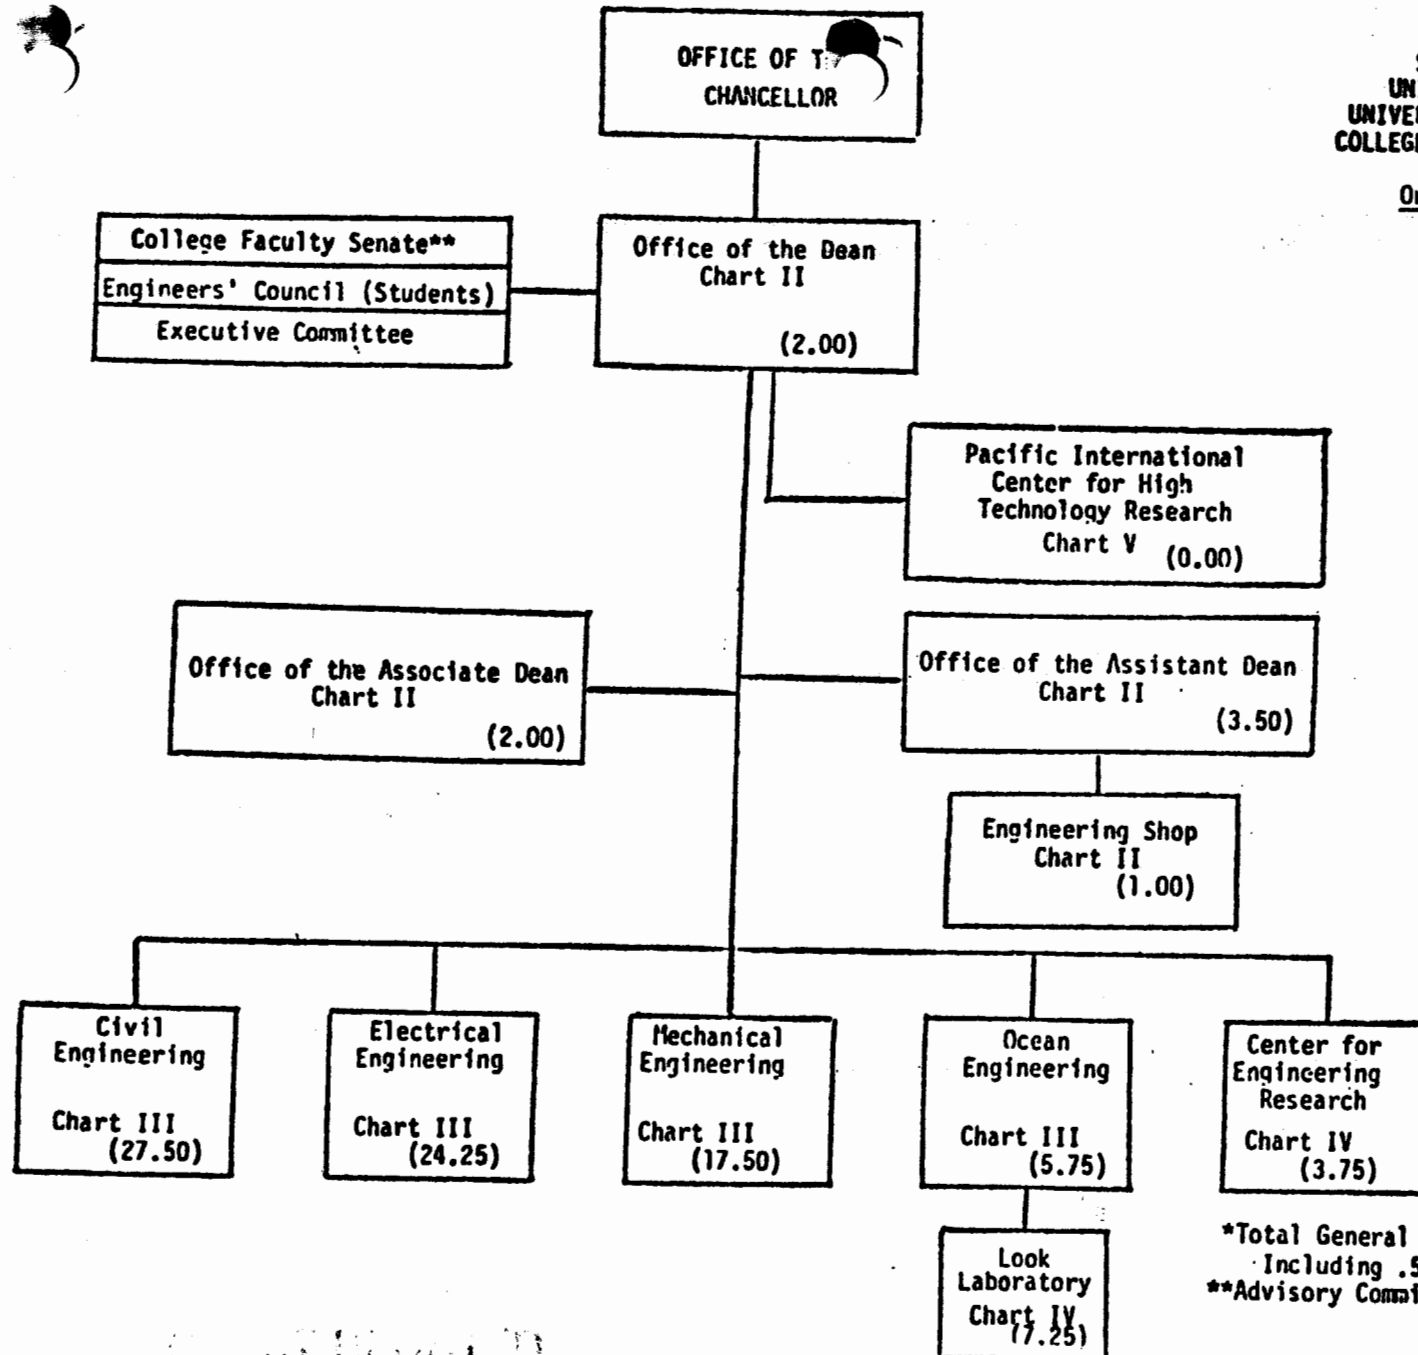 OFFICE OF
CHANCELLOR
College Faculty Senate**
Engineers' Council (Students)
Executive Committee
Office of the Dean
Chart II
(2.00)
Pacific International
Center for High
Technology Research
Chart V (0.00)
Office of the Associate Dean
Chart II
(2.00)
Office of the Assistant Dean
Chart II
(3.50)
Engineering Shop
Chart II
(1.00)
Civil
Engineering
Chart III
(27.50)
Electrical
Engineering
Chart III
(24.25)
Mechanical
Engineering
Chart III
(17.50)
Ocean
Engineering
Chart III
(5.75)
Center for
Engineering
Research
Chart IV
(3.75)
Look
Laboratory
Chart IV
(7.25)
*Total General
Including .5
**Advisory